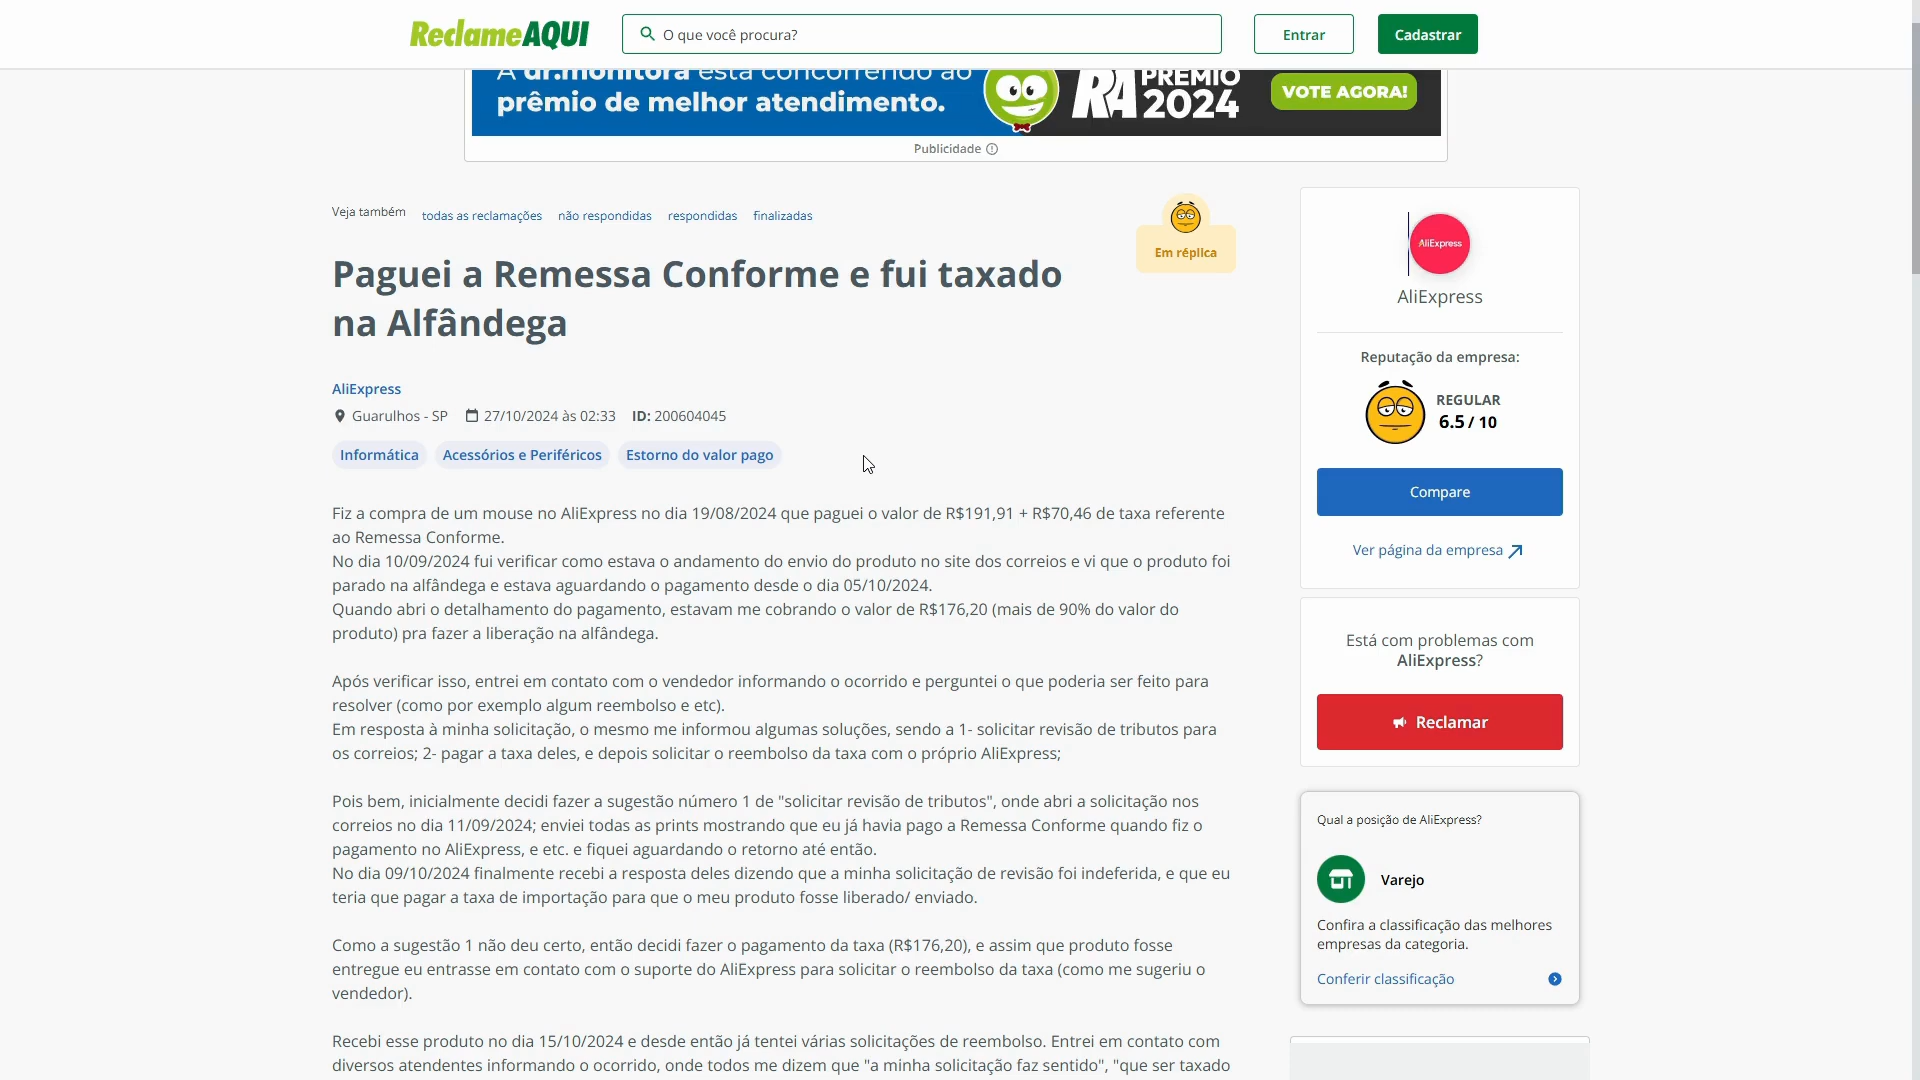 ReclameAQUI
O que você procura?
Entrar
Cadastrar
A dr.monitora está concorrendo ao
prêmio de melhor atendimento.
RA PRÊMIO
2024
VOTE AGORA!
Publicidade
Veja também todas as reclamações não respondidas respondidas finalizadas
Em réplica
Paguei a Remessa Conforme e fui taxado
na Alfândega
AliExpress
Guarulhos - SP 27/10/2024 às 02:33 ID: 200604045
Informática Acessórios e Periféricos Estorno do valor pago
Fiz a compra de um mouse no AliExpress no dia 19/08/2024 que paguei o valor de R$191,91 + R$70,46 de taxa referente
ao Remessa Conforme.
No dia 10/09/2024 fui verificar como estava o andamento do envio do produto no site dos correios e vi que o produto foi
parado na alfândega e estava aguardando o pagamento desde o dia 05/10/2024.
Quando abri o detalhamento do pagamento, estavam me cobrando o valor de R$176,20 (mais de 90% do valor do
produto) pra fazer a liberação na alfândega.
Após verificar isso, entrei em contato com o vendedor informando o ocorrido e perguntei o que poderia ser feito para
resolver (como por exemplo algum reembolso e etc).
Em resposta à minha solicitação, o mesmo me informou algumas soluções, sendo a 1- solicitar revisão de tributos para
os correios; 2- pagar a taxa deles, e depois solicitar o reembolso da taxa com o próprio AliExpress;
Pois bem, inicialmente decidi fazer a sugestão número 1 de "solicitar revisão de tributos", onde abri a solicitação nos
correios no dia 11/09/2024; enviei todas as prints mostrando que eu já havia pago a Remessa Conforme quando fiz o
pagamento no AliExpress, e etc. e fiquei aguardando o retorno até então.
No dia 09/10/2024 finalmente recebi a resposta deles dizendo que a minha solicitação de revisão foi indeferida, e que eu
teria que pagar a taxa de importação para que o meu produto fosse liberado/ enviado.
Como a sugestão 1 não deu certo, então decidi fazer o pagamento da taxa (R$176,20), e assim que produto fosse
entregue eu entrasse em contato com o suporte do AliExpress para solicitar o reembolso da taxa (como me sugeriu o
vendedor).
Recebi esse produto no dia 15/10/2024 e desde então já tentei várias solicitações de reembolso. Entrei em contato com
diversos atendentes informando o ocorrido, onde todos me dizem que "a minha solicitação faz sentido", "que ser taxado
AliExpress
AliExpress
Reputação da empresa:
REGULAR
6.5 / 10
Compare
Ver página da empresa
Está com problemas com
AliExpress?
Reclamar
Qual a posição de AliExpress?
Varejo
Confira a classificação das melhores
empresas da categoria.
Conferir classificação